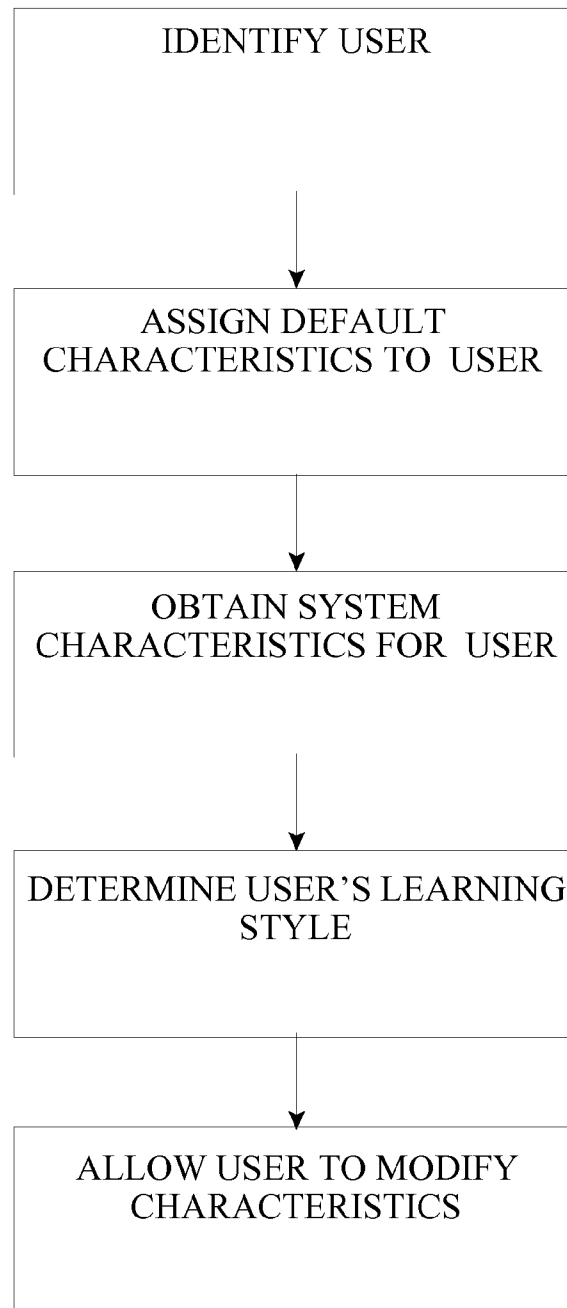 IDENTIFY USER
ASSIGN DEFAULT
CHARACTERISTICS TO USER
OBTAIN SYSTEM
CHARACTERISTICS FOR USER
DETERMINE USER’S LEARNING
STYLE
ALLOW USER TO MODIFY
CHARACTERISTICS